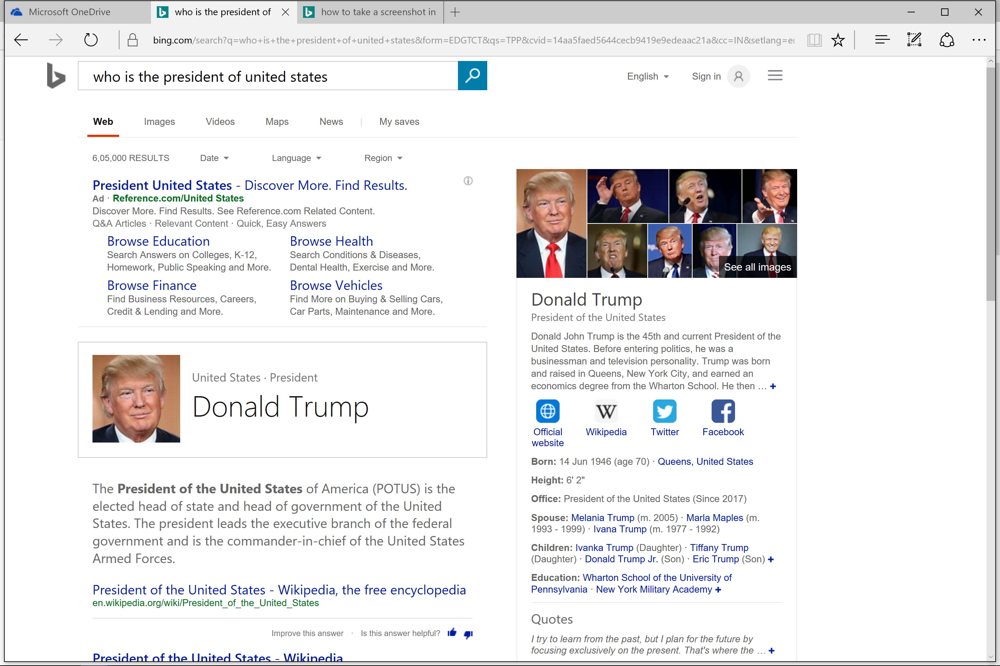 Microsoft OneDrive
who is the president of
how to take a screenshot in
bing.com/search?q=who+is+the+president+of+united+states&form=EDGTCT&qs=TPP&cvid=14aa5faed5644cecb9419e9edeaac21a&cc=IN&setlang=
who is the president of united states
English
Sign in
Web
Images
Videos
Maps
News
My saves
6,05,000 RESULTS
Date
Language
Region
President United States - Discover More. Find Results.
Ad · Reference.com/United States
Discover More. Find Results. See Reference.com Related Content.
Q&A Articles · Relevant Content · Quick, Easy Answers
Browse Education
Search Answers on Colleges, K-12,
Homework, Public Speaking and More.
Browse Health
Search Conditions & Diseases,
Dental Health, Exercise and More.
Browse Finance
Find Business Resources, Careers,
Credit & Lending and More.
Browse Vehicles
Find More on Buying & Selling Cars,
Car Parts, Maintenance and More.
United States · President
Donald Trump
The President of the United States of America (POTUS) is the
elected head of state and head of government of the United
States. The president leads the executive branch of the federal
government and is the commander-in-chief of the United States
Armed Forces.
President of the United States - Wikipedia, the free encyclopedia
en.wikipedia.org/wiki/President_of_the_United_States
Improve this answer · Is this answer helpful?
President of the United States - Wikipedia
See all images
Donald Trump
President of the United States
Donald John Trump is the 45th and current President of the
United States. Before entering politics, he was a
businessman and television personality. Trump was born
and raised in Queens, New York City, and earned an
economics degree from the Wharton School. He then … +
Official
website
W
Wikipedia
Twitter
f
Facebook
Born: 14 Jun 1946 (age 70) · Queens, United States
Height: 6' 2"
Office: President of the United States (Since 2017)
Spouse: Melania Trump (m. 2005) · Marla Maples (m.
1993 - 1999) · Ivana Trump (m. 1977 - 1992)
Children: Ivanka Trump (Daughter) · Tiffany Trump
(Daughter) · Donald Trump Jr. (Son) · Eric Trump (Son) +
Education: Wharton School of the University of
Pennsylvania · New York Military Academy +
Quotes
I try to learn from the past, but I plan for the future by
focusing exclusively on the present. That's where the … +